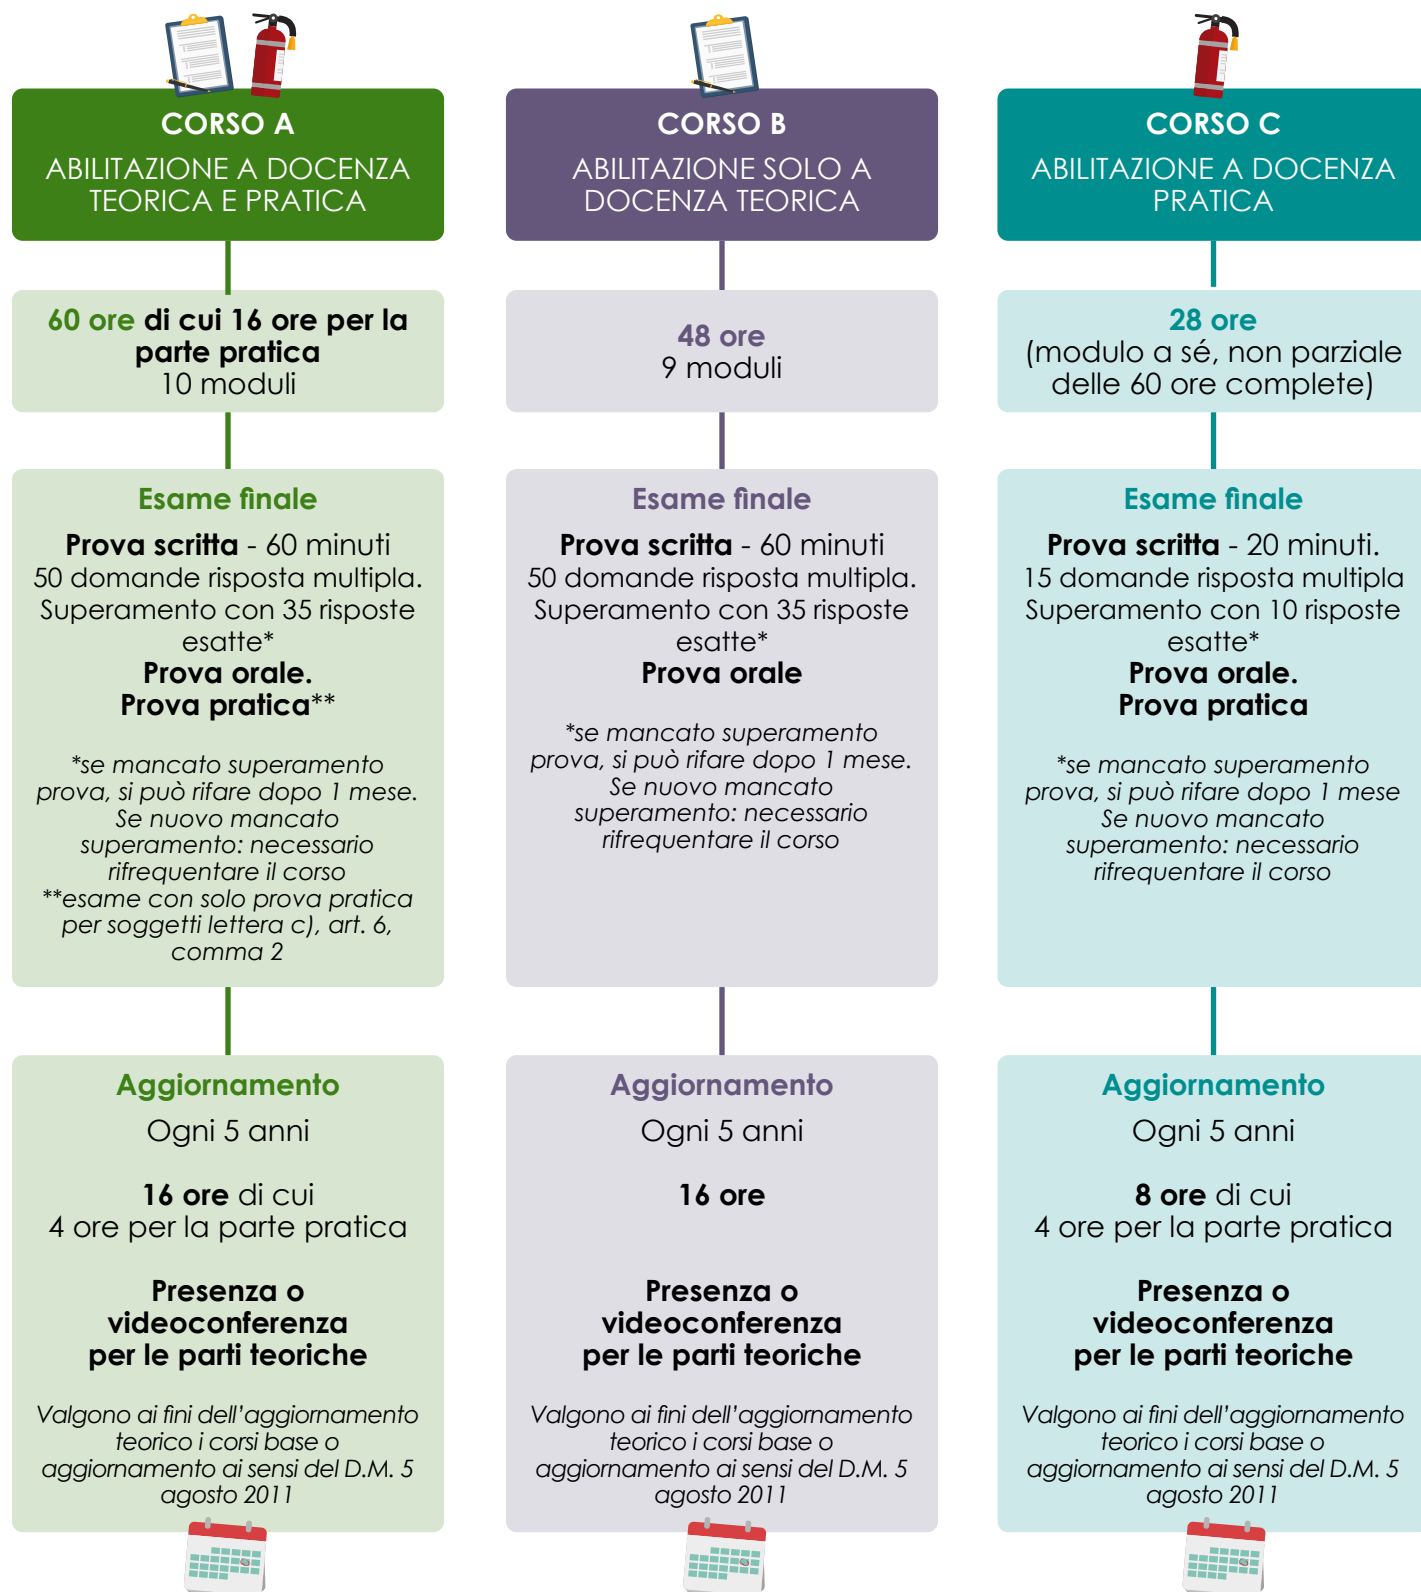 CORSO A
ABILITAZIONE A DOCENZA
TEORICA E PRATICA
60 ore di cui 16 ore per la
parte pratica
10 moduli
Esame finale
Prova scritta - 60 minuti
50 domande risposta multipla.
Superamento con 35 risposte
esatte*
Prova orale.
Prova pratica**
*se mancato superamento
prova, si può rifare dopo 1 mese.
Se nuovo mancato
superamento: necessario
rifrequentare il corso
**esame con solo prova pratica
per soggetti lettera c), art. 6,
comma 2
Aggiornamento
Ogni 5 anni
16 ore di cui
4 ore per la parte pratica
Presenza o
videoconferenza
per le parti teoriche
Valgono ai fini dell’aggiornamento
teorico i corsi base o
aggiornamento ai sensi del D.M. 5
agosto 2011
CORSO B
ABILITAZIONE SOLO A
DOCENZA TEORICA
48 ore
9 moduli
Esame finale
Prova scritta - 60 minuti
50 domande risposta multipla.
Superamento con 35 risposte
esatte*
Prova orale
*se mancato superamento
prova, si può rifare dopo 1 mese.
Se nuovo mancato
superamento: necessario
rifrequentare il corso
Aggiornamento
Ogni 5 anni
16 ore
Presenza o
videoconferenza
per le parti teoriche
Valgono ai fini dell’aggiornamento
teorico i corsi base o
aggiornamento ai sensi del D.M. 5
agosto 2011
CORSO C
ABILITAZIONE A DOCENZA
PRATICA
28 ore
(modulo a sé, non parziale
delle 60 ore complete)
Esame finale
Prova scritta - 20 minuti.
15 domande risposta multipla
Superamento con 10 risposte
esatte*
Prova orale.
Prova pratica
*se mancato superamento
prova, si può rifare dopo 1 mese
Se nuovo mancato
superamento: necessario
rifrequentare il corso
Aggiornamento
Ogni 5 anni
8 ore di cui
4 ore per la parte pratica
Presenza o
videoconferenza
per le parti teoriche
Valgono ai fini dell’aggiornamento
teorico i corsi base o
aggiornamento ai sensi del D.M. 5
agosto 2011